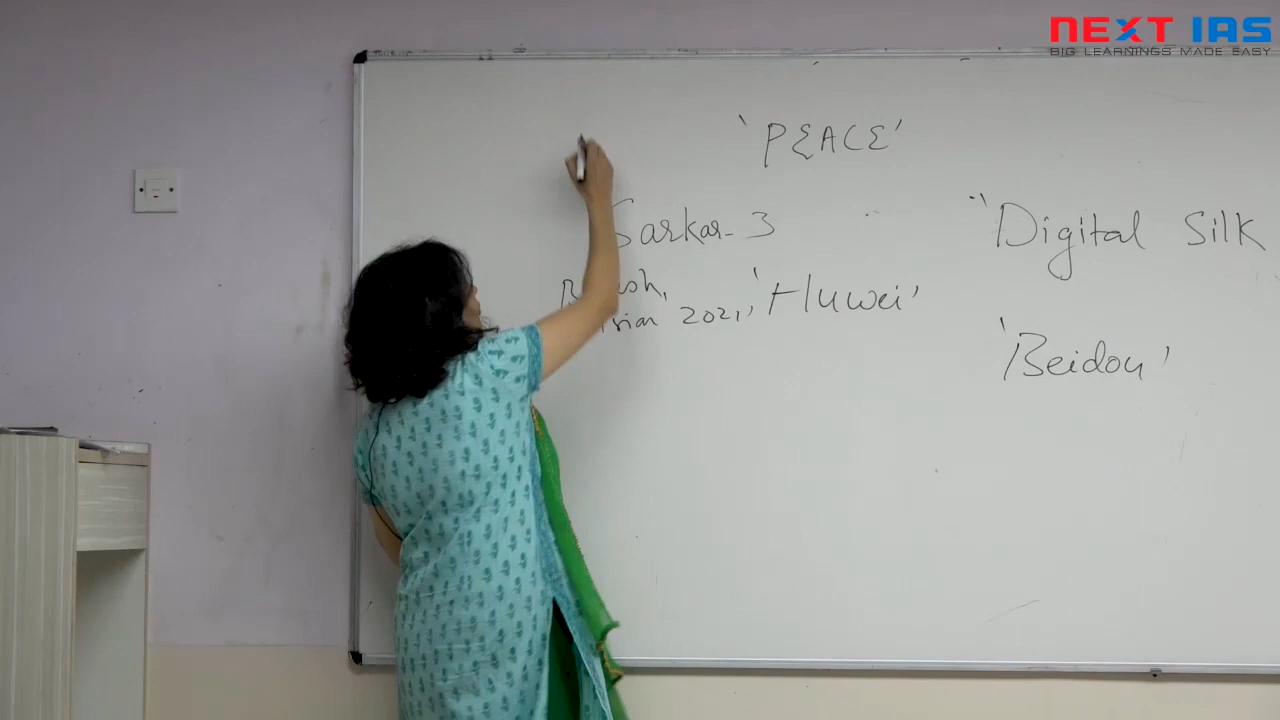 NEXT IAS
BIG LEARNINGS MADE EASY
'PEACE'
Sarkar-3
"Digital Silk
2021, 'Huwei'
'Beidou'